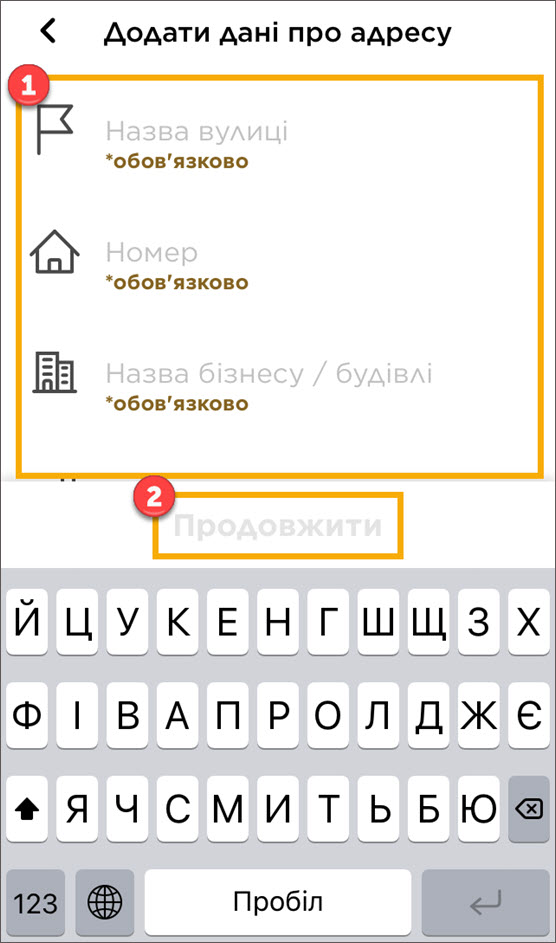 Додати дані про адресу
1
Назва вулиці
*обов'язково
Номер
*обов'язково
Назва бізнесу / будівлі
*обов'язково
2
Продовжити
Й Ц У К Е Н Г Ш Щ З Х
Ф І В А П Р О Л Д Ж Є
Я Ч С М И Т Ь Б Ю
123 Пробіл